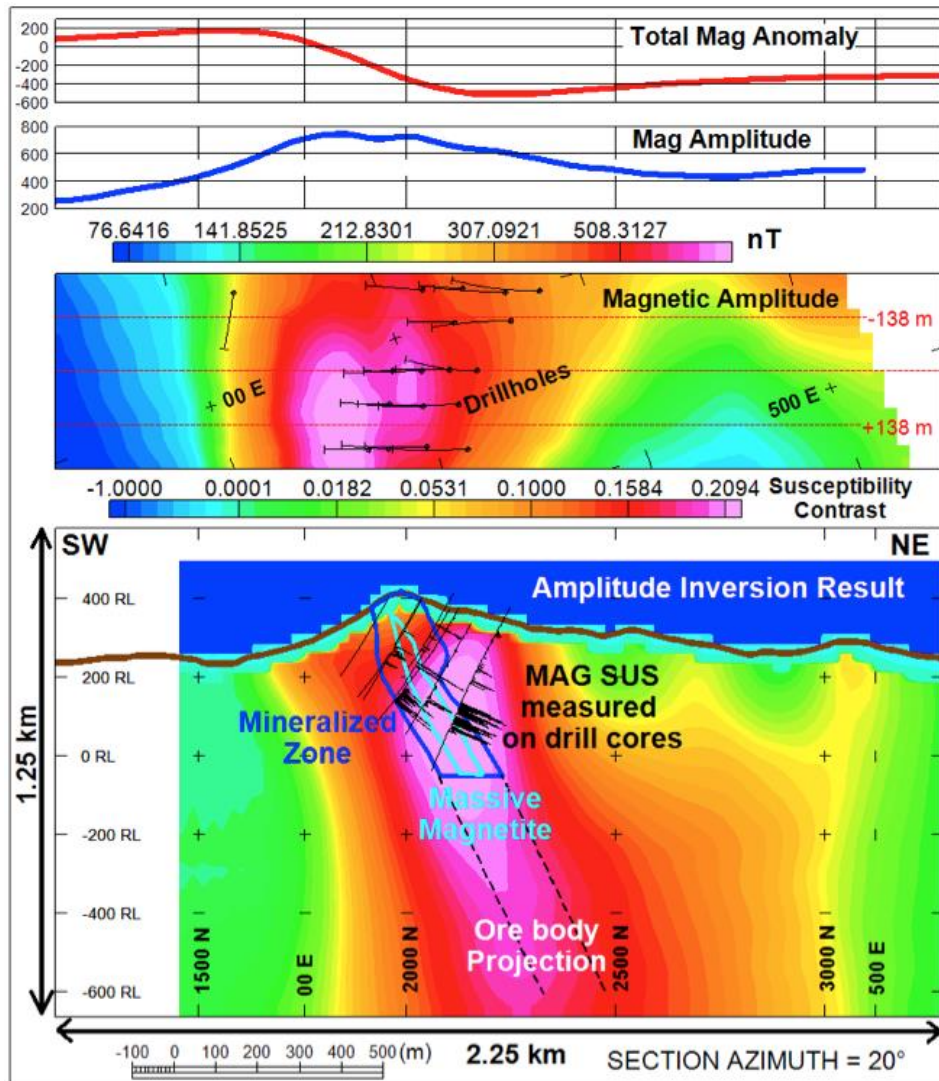 200
0
-200
-400
-600
Total Mag Anomaly
800
600
400
200
Mag Amplitude
76.6416 141.8525 212.8301 307.0921 508.3127 nT
Magnetic Amplitude
-138 m
00 E
Drillholes
500 E
+138 m
-1.0000 0.0001 0.0182 0.0531 0.1000 0.1584 0.2094 Susceptibility
Contrast
SW NE
Amplitude Inversion Result
400 RL
200 RL
0 RL
-200 RL
-400 RL
-600 RL
MAG SUS
measured
on drill cores
Mineralized
Zone
Massive
Magnetite
Ore body
Projection
1.25 km
1500 N
00 E
2000 N
2500 N
3000 N
500 E
-100 0 100 200 300 400 500 (m)
2.25 km
SECTION AZIMUTH = 20°